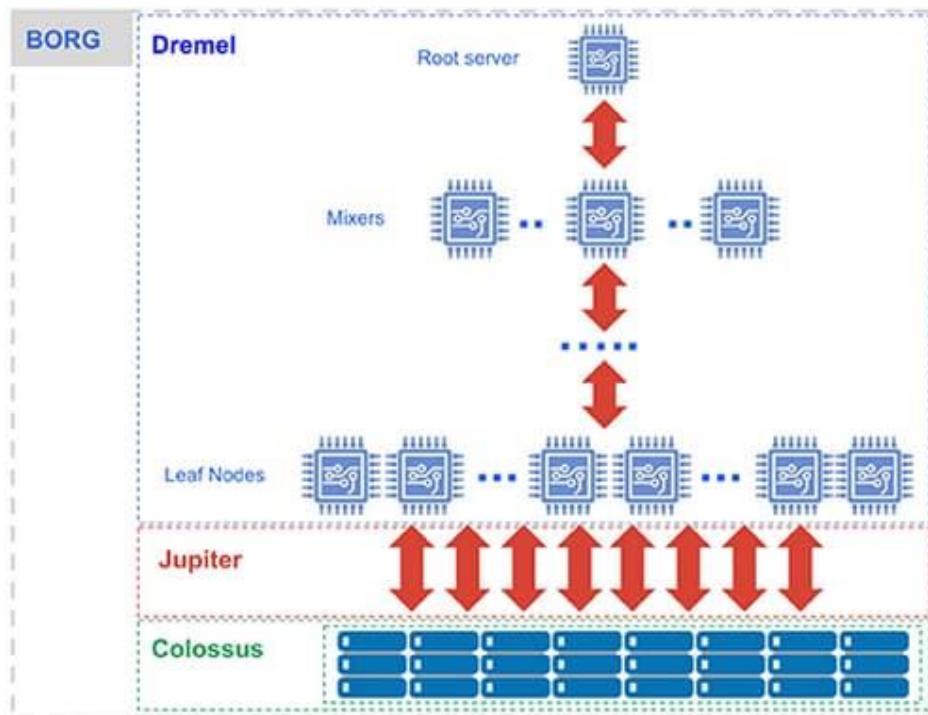 BORG
Dremel
Root server
Mixers
Leaf Nodes
Jupiter
Colossus